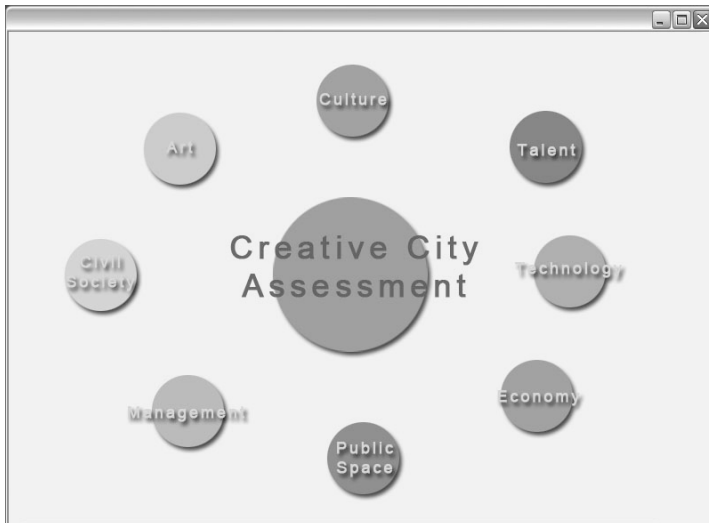 Culture
Art
Talent
Creative City
Assessment
Civil
Society
Technology
Management
Economy
Public
Space